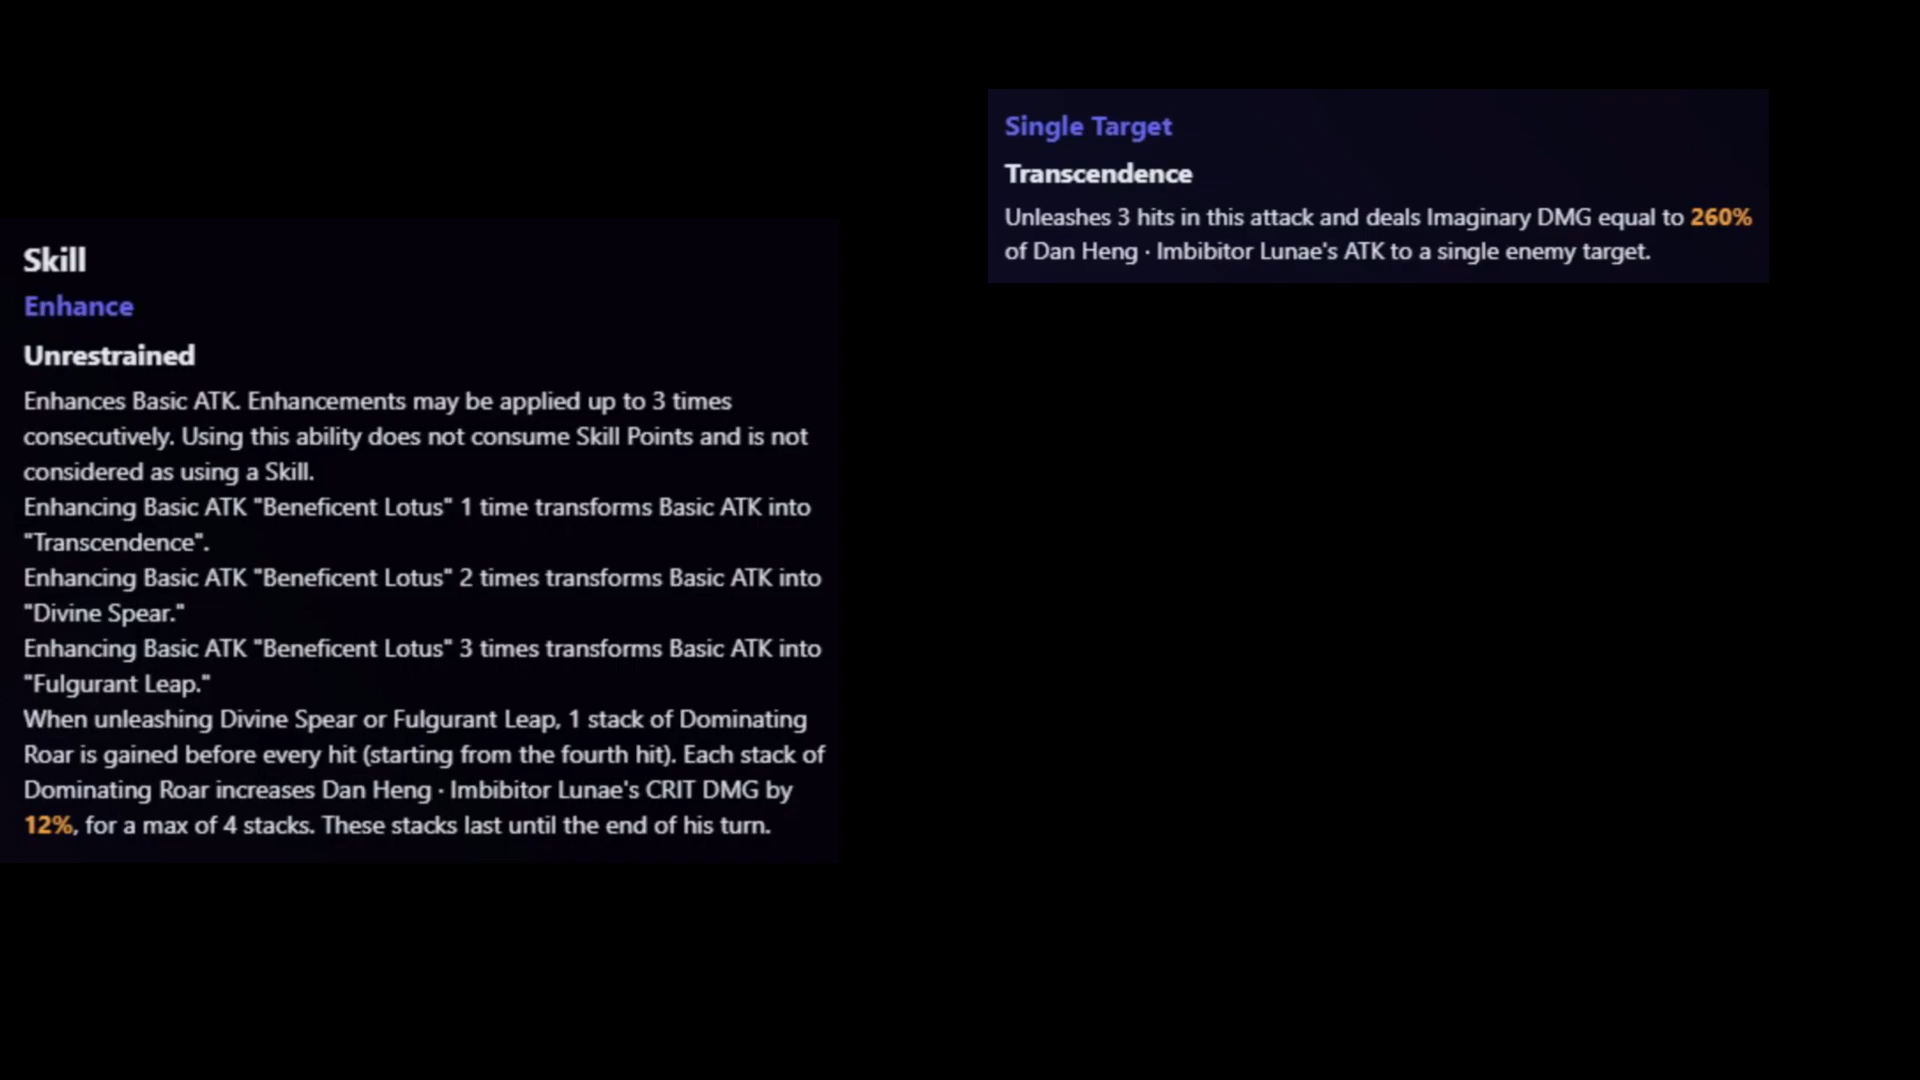 Skill
Enhance
Unrestrained
Enhances Basic ATK. Enhancements may be applied up to 3 times
consecutively. Using this ability does not consume Skill Points and is not
considered as using a Skill.
Enhancing Basic ATK "Beneficent Lotus" 1 time transforms Basic ATK into
"Transcendence".
Enhancing Basic ATK "Beneficent Lotus" 2 times transforms Basic ATK into
"Divine Spear."
Enhancing Basic ATK "Beneficent Lotus" 3 times transforms Basic ATK into
"Fulgurant Leap."
When unleashing Divine Spear or Fulgurant Leap, 1 stack of Dominating
Roar is gained before every hit (starting from the fourth hit). Each stack of
Dominating Roar increases Dan Heng · Imbibitor Lunae's CRIT DMG by
12%, for a max of 4 stacks. These stacks last until the end of his turn.
Single Target
Transcendence
Unleashes 3 hits in this attack and deals Imaginary DMG equal to 260%
of Dan Heng · Imbibitor Lunae's ATK to a single enemy target.